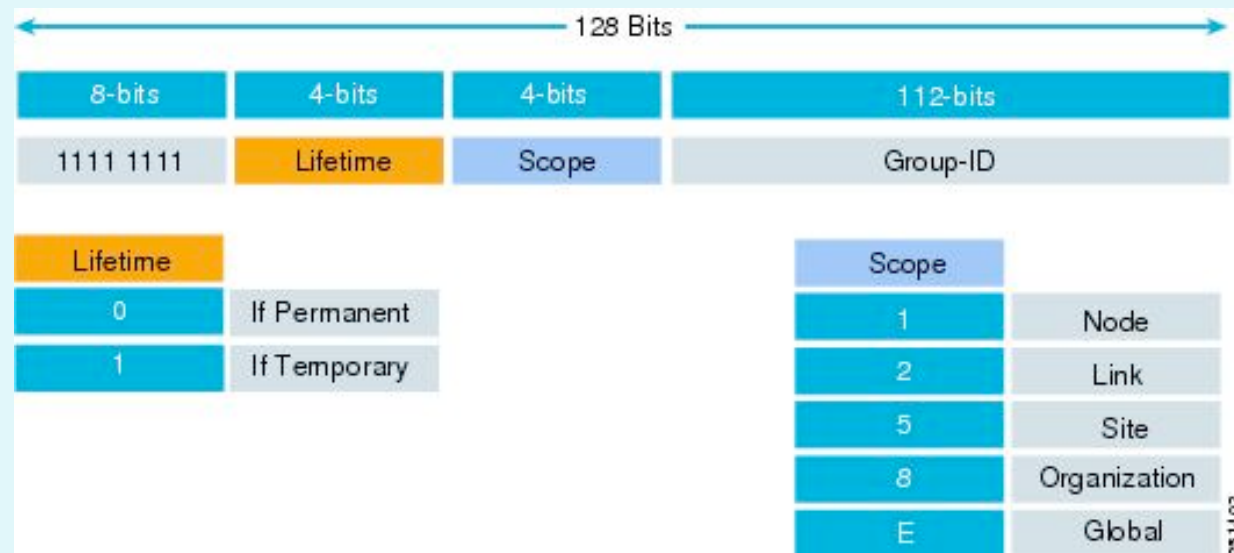 128 Bits
8-bits 4-bits 4-bits 112-bits
1111 1111 Lifetime Scope Group-ID
Lifetime
0 If Permanent
1 If Temporary
Scope
1 Node
2 Link
5 Site
8 Organization
E Global